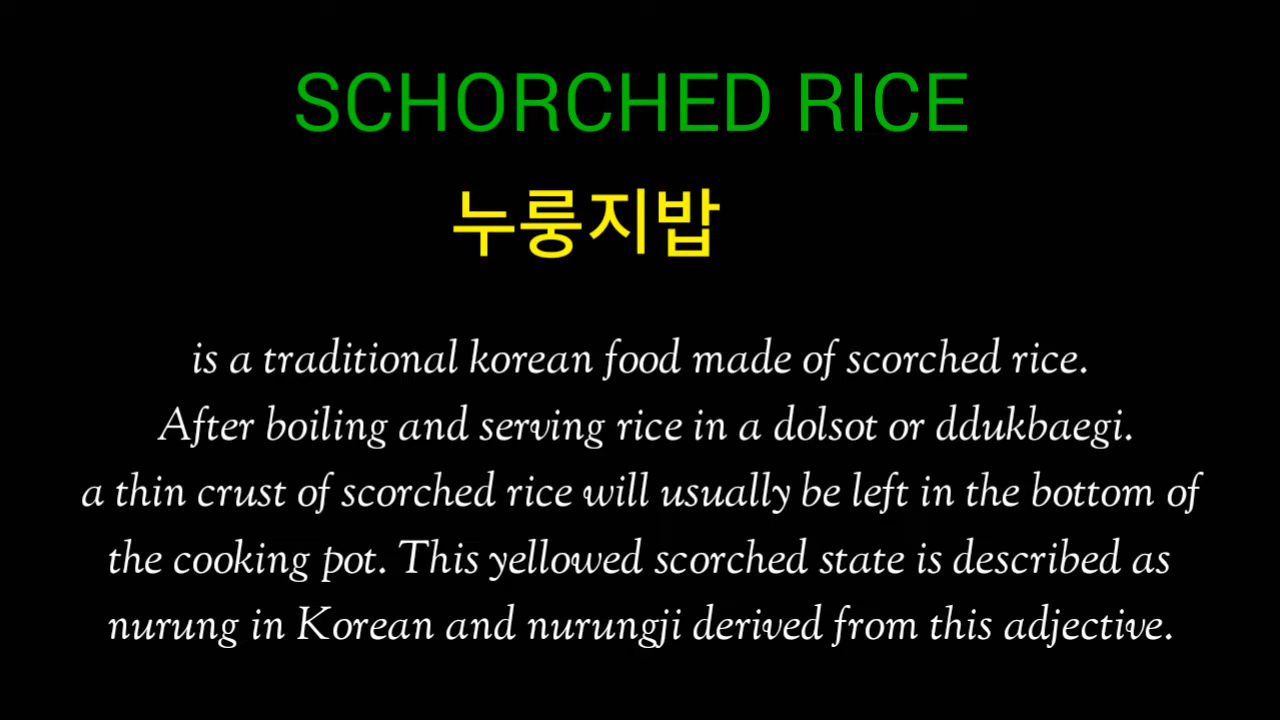 SCHORCHED RICE
누룽지밥
is a traditional korean food made of scorched rice.
After boiling and serving rice in a dolsot or ddukbaegi.
a thin crust of scorched rice will usually be left in the bottom of
the cooking pot. This yellowed scorched state is described as
nurung in Korean and nurungji derived from this adjective.